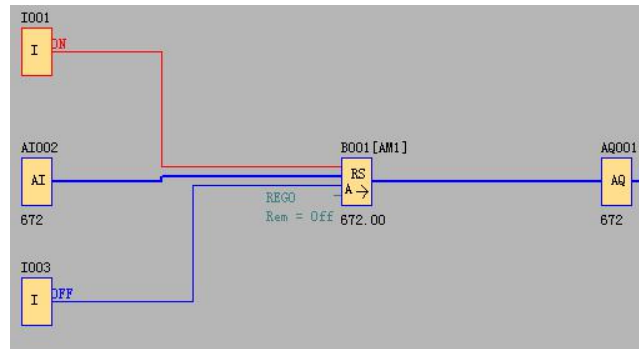 I001
I
ON
AI002
AI
672
B001[AM1]
RS
A→
REG0
Rem = Off
672.00
AQ001
AQ
672
I003
I
OFF